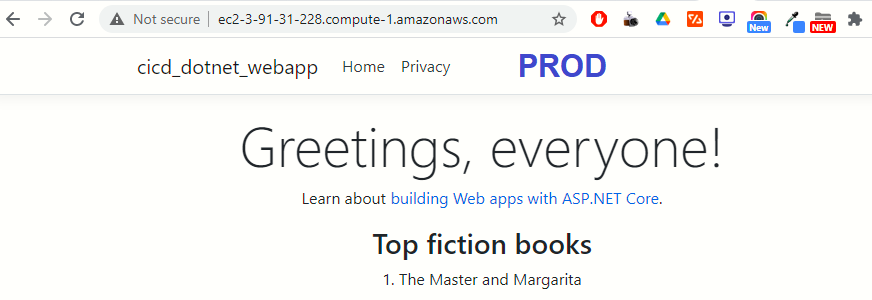 Not secure | ec2-3-91-31-228.compute-1.amazonaws.com
New
NEW
cicd_dotnet_webapp Home Privacy PROD
Greetings, everyone!
Learn about building Web apps with ASP.NET Core.
Top fiction books
1. The Master and Margarita